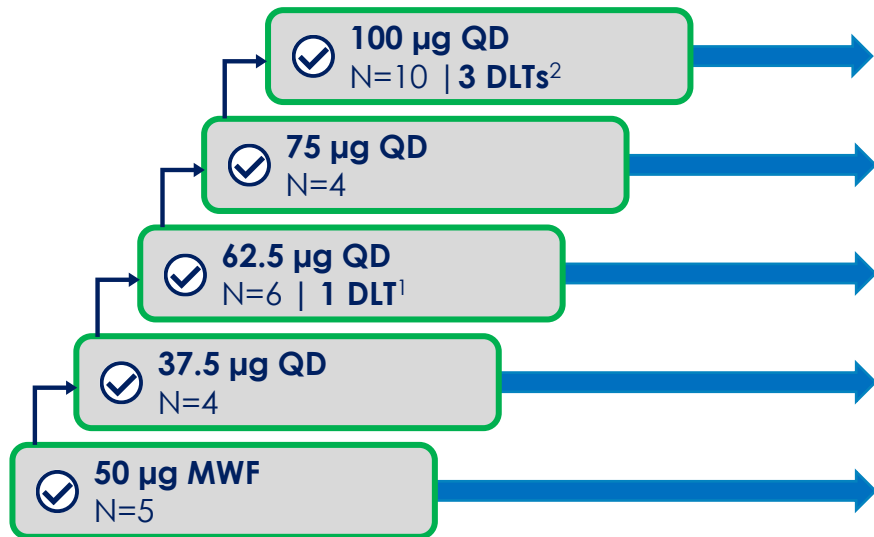 100 µg QD
N=10 | 3 DLTs²
75 µg QD
N=4
62.5 µg QD
N=6 | 1 DLT¹
37.5 µg QD
N=4
50 µg MWF
N=5